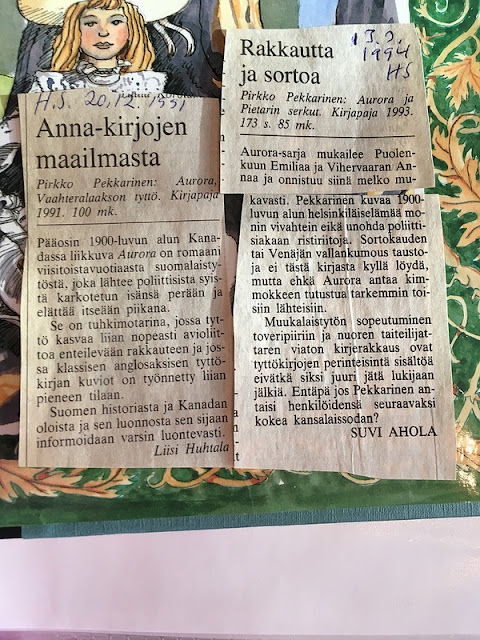 H.S. 20.12.1991
Anna-kirjojen
maailmasta
Pirkko Pekkarinen: Aurora,
Vaahteralaakson tyttö. Kirjapaja
1991. 100 mk.
Pääosin 1900-luvun alun Kana-
dassa liikkuva Aurora on romaani
viisitoistavuotiaasta suomalaisty-
töstä, joka lähtee poliittisista syis-
tä karkotetun isänsä perään ja
elättää itseään piikana.
Se on tuhkimotarina, jossa tyt-
tö kasvaa liian nopeasti aviolit-
toa enteilevään rakkauteen ja jos-
sa klassisen anglosaksisen tyttö-
kirjan kuviot on työnnetty liian
pieneen tilaan.
Suomen historiasta ja Kanadan
oloista ja sen luonnosta sen sijaan
informoidaan varsin luontevasti.
Liisi Huhtala
13.2.
1994
HS
Rakkautta
ja sortoa
Pirkko Pekkarinen: Aurora ja
Pietarin serkut. Kirjapaja 1993.
173 s. 85 mk.
Aurora-sarja mukailee Puolen-
kuun Emiliaa ja Vihervaaran An-
naa ja onnistuu siinä melko mu-
kavasti. Pekkarinen kuvaa 1900-
luvun alun helsinkiläiselämää mo-
nin vivahtein eikä unohda poliitti-
siakaan ristiriitoja. Sortokauden
tai Venäjän vallankumous tausto-
ja ei tästä kirjasta kyllä löydä,
mutta ehkä Aurora antaa kim-
mokkeen tutustua tarkemmin toi-
siin lähteisiin.
Muukalaistytön sopeutuminen
toveripiiriin ja nuoren taiteilijat-
taren viaton kirjerakkaus ovat
tyttökirjojen perinteisintä sisältöä
eivätkä siksi juuri jätä lukijaan
jälkiä. Entäpä jos Pekkarinen an-
taisi henkilöidensä seuraavaksi
kokea kansalaissodan?
SUVI AHOLA